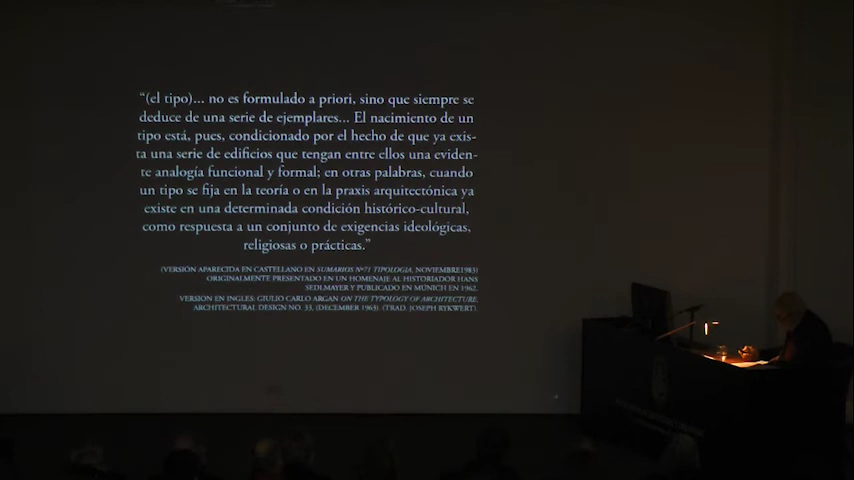 “(el tipo)... no es formulado a priori, sino que siempre se
deduce de una serie de ejemplares... El nacimiento de un
tipo está, pues, condicionado por el hecho de que ya exis-
ta una serie de edificios que tengan entre ellos una eviden-
te analogía funcional y formal; en otras palabras, cuando
un tipo se fija en la teoría o en la praxis arquitectónica ya
existe en una determinada condición histórico-cultural,
como respuesta a un conjunto de exigencias ideológicas,
religiosas o prácticas.”
(VERSIÓN APARECIDA EN CASTELLANO EN SUMARIOS Nº71 TIPOLOGIA, NOVIEMBRE1983)
ORIGINALMENTE PRESENTADO EN UN HOMENAJE AL HISTORIADOR HANS
SEDLMAYER Y PUBLICADO EN MÚNICH EN 1962.
VERSION EN INGLES: GIULIO CARLO ARGAN ON THE TYPOLOGY OF ARCHITECTURE,
ARCHITECTURAL DESIGN NO. 33, (DECEMBER 1963) (TRAD. JOSEPH RYKWERT).